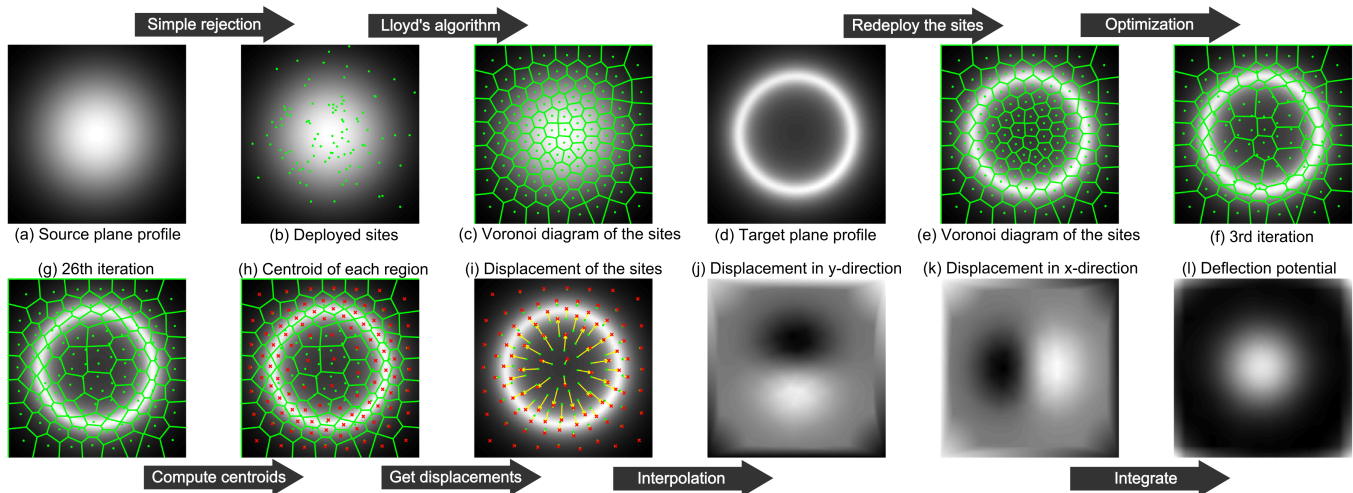 Simple rejection
Lloyd's algorithm
Redeploy the sites
Optimization
(a) Source plane profile
(b) Deployed sites
(c) Voronoi diagram of the sites
(d) Target plane profile
(e) Voronoi diagram of the sites
(f) 3rd iteration
(g) 26th iteration
(h) Centroid of each region
(i) Displacement of the sites
(j) Displacement in y-direction
(k) Displacement in x-direction
(l) Deflection potential
Compute centroids
Get displacements
Interpolation
Integrate